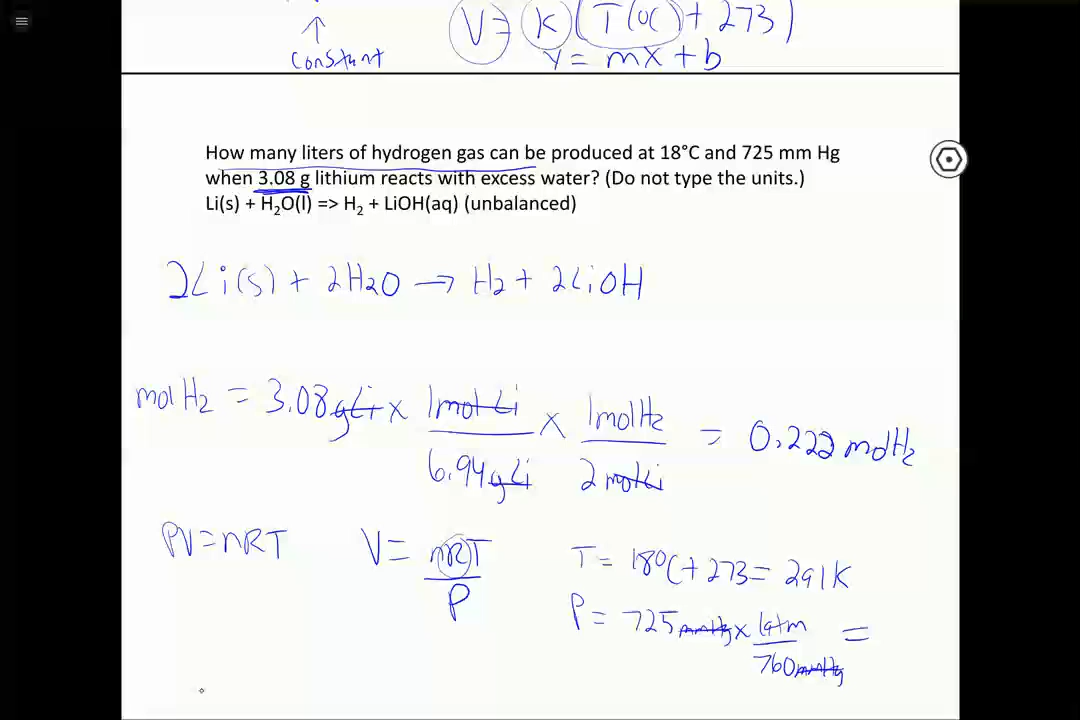 V = K (T(°C) + 273)
↑
Constant
y = mx + b
How many liters of hydrogen gas can be produced at 18°C and 725 mm Hg
when 3.08 g lithium reacts with excess water? (Do not type the units.)
Li(s) + H₂O(l) => H₂ + LiOH(aq) (unbalanced)
2Li(s) + 2H2O → H2 + 2LiOH
mol H2 = 3.08 g Li x 1 mol Li / 6.94 g Li x 1 mol H2 / 2 mol Li = 0.222 mol H2
PV = nRT V = nRT / P
T = 18°C + 273 = 291K
P = 725 mmHg x 1 atm / 760 mmHg =